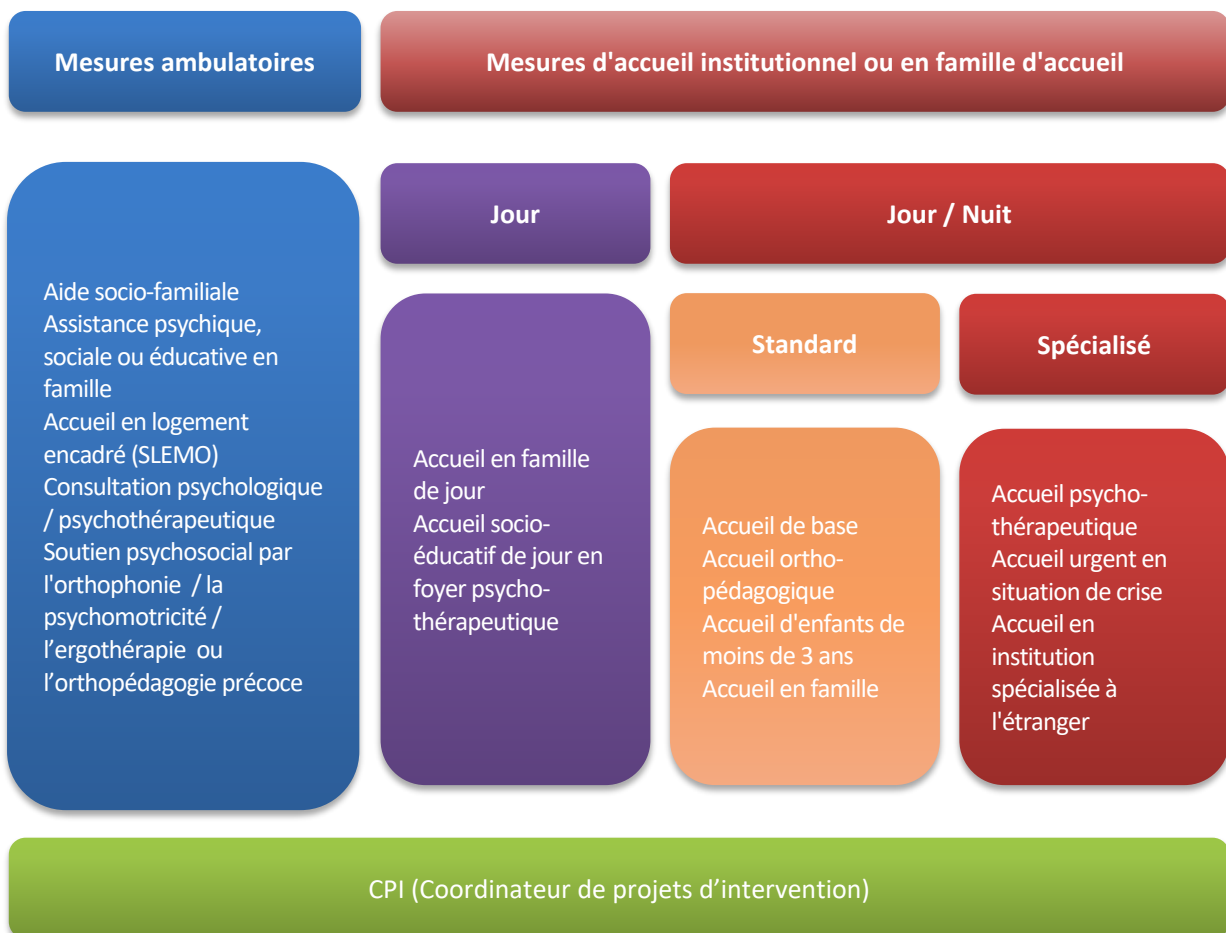 Mesures ambulatoires
Mesures d'accueil institutionnel ou en famille d'accueil
Aide socio-familiale
Assistance psychique,
sociale ou éducative en
famille
Accueil en logement
encadré (SLEMO)
Consultation psychologique
/ psychothérapeutique
Soutien psychosocial par
l'orthophonie / la
psychomotricité /
l’ergothérapie ou
l’orthopédagogie précoce
Jour
Accueil en famille
de jour
Accueil socio-
éducatif de jour en
foyer psycho-
thérapeutique
Jour / Nuit
Standard
Accueil de base
Accueil ortho-
pédagogique
Accueil d'enfants de
moins de 3 ans
Accueil en famille
Spécialisé
Accueil psycho-
thérapeutique
Accueil urgent en
situation de crise
Accueil en
institution
spécialisée à
l'étranger
CPI (Coordinateur de projets d’intervention)